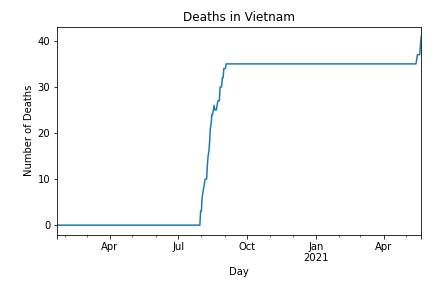 Deaths in Vietnam
40
30
20
10
0
Number of Deaths
Apr
Jul
Oct
Jan
2021
Apr
Day